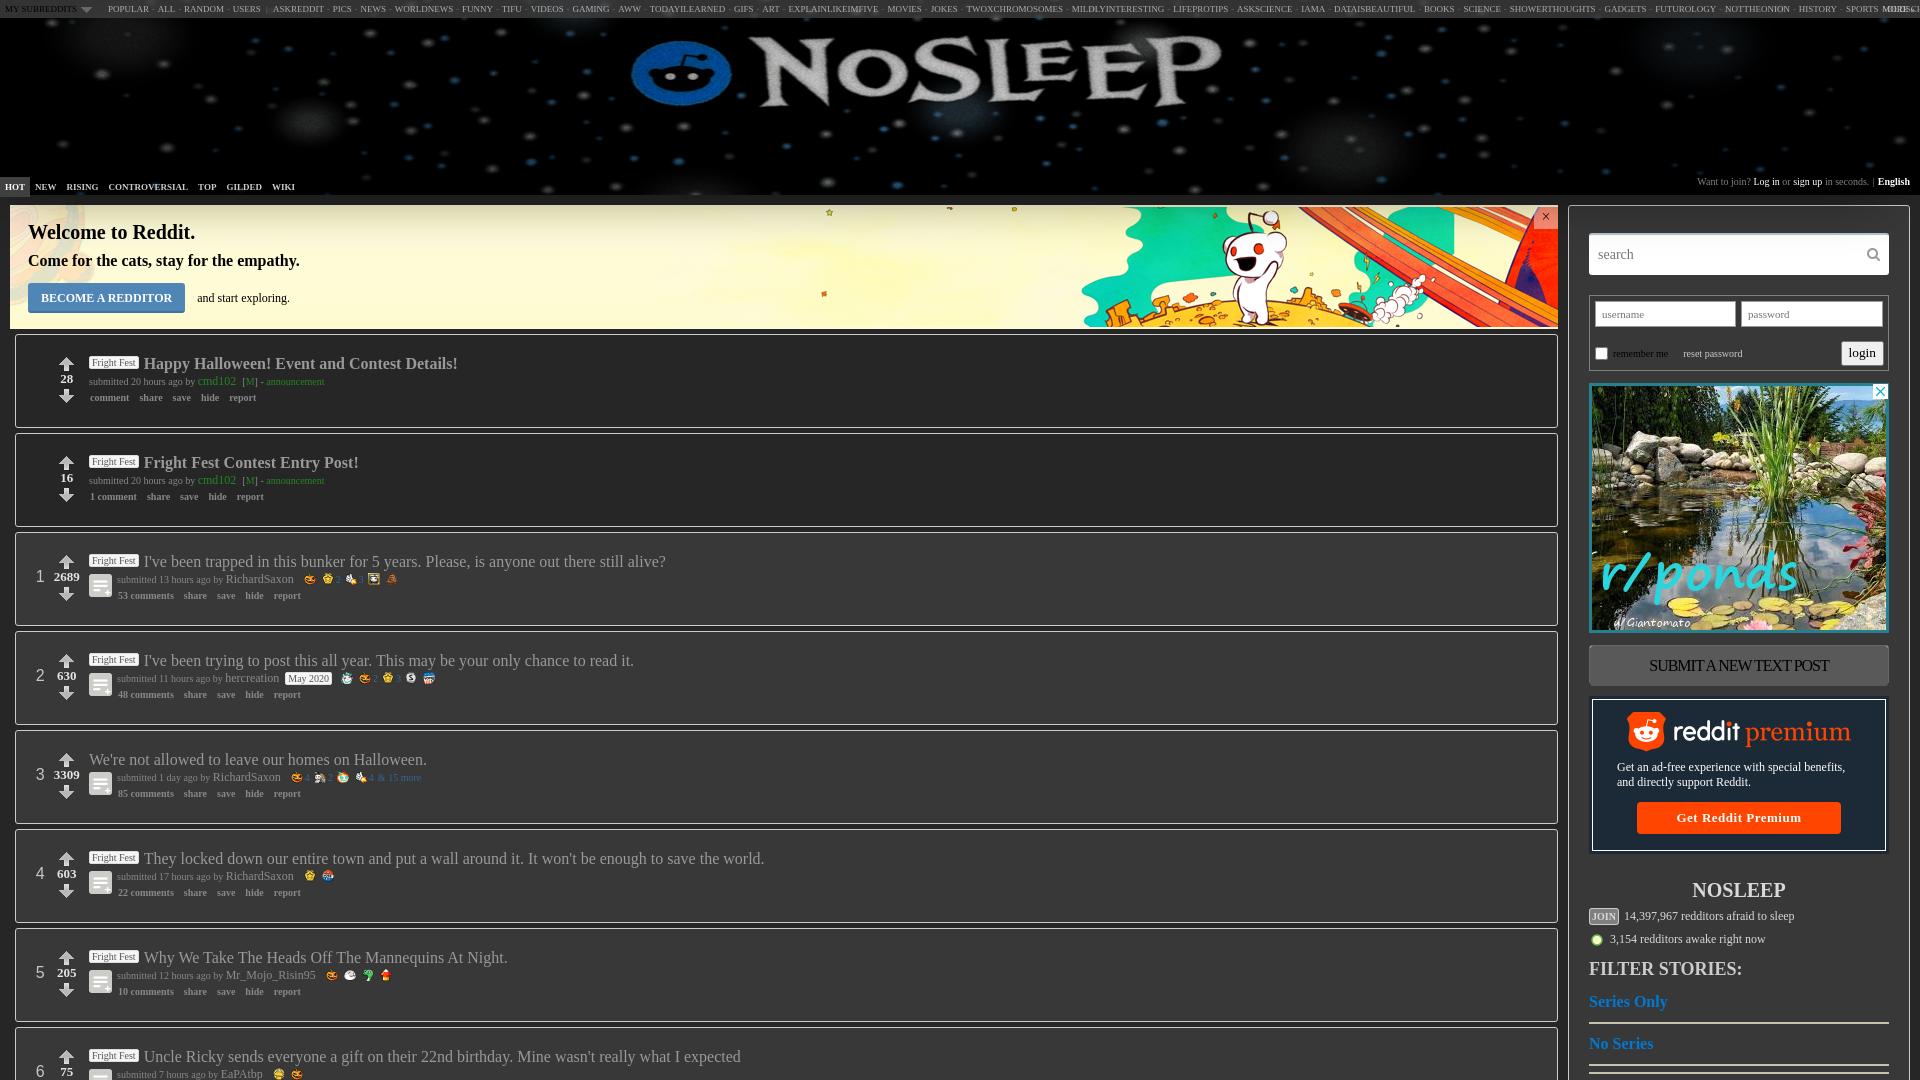 MY SUBREDDITS POPULAR - ALL - RANDOM - USERS | ASKREDDIT - PICS - NEWS - WORLDNEWS - FUNNY - TIFU - VIDEOS - GAMING - AWW - TODAYILEARNED - GIFS - ART - EXPLAINLIKEIMFIVE - MOVIES - JOKES - TWOXCHROMOSOMES - MILDLYINTERESTING - LIFEPROTIPS - ASKSCIENCE - IAMA - DATAISBEAUTIFUL - BOOKS - SCIENCE - SHOWERTHOUGHTS - GADGETS - FUTUROLOGY - NOTTHEONION - HISTORY - SPORTS
NOSLEEP
HOT NEW RISING CONTROVERSIAL TOP GILDED WIKI
Want to join? Log in or sign up in seconds. | English
Welcome to Reddit.
Come for the cats, stay for the empathy.
BECOME A REDDITOR and start exploring.
×
28
Fright Fest Happy Halloween! Event and Contest Details!
submitted 20 hours ago by cmd102 [M] - announcement
comment share save hide report
16
Fright Fest Fright Fest Contest Entry Post!
submitted 20 hours ago by cmd102 [M] - announcement
1 comment share save hide report
1
2689
Fright Fest I've been trapped in this bunker for 5 years. Please, is anyone out there still alive?
submitted 13 hours ago by RichardSaxon 2 3
53 comments share save hide report
2
630
Fright Fest I've been trying to post this all year. This may be your only chance to read it.
submitted 11 hours ago by hercreation May 2020 2 3
48 comments share save hide report
3
3309
We're not allowed to leave our homes on Halloween.
submitted 1 day ago by RichardSaxon 4 2 4 & 15 more
85 comments share save hide report
4
603
Fright Fest They locked down our entire town and put a wall around it. It won't be enough to save the world.
submitted 17 hours ago by RichardSaxon
22 comments share save hide report
5
205
Fright Fest Why We Take The Heads Off The Mannequins At Night.
submitted 12 hours ago by Mr_Mojo_Risin95
10 comments share save hide report
6
75
Fright Fest Uncle Ricky sends everyone a gift on their 22nd birthday. Mine wasn't really what I expected
submitted 7 hours ago by EaPAtbp
search
username password
remember me reset password login
r/ponds
u/Giantomato
SUBMIT A NEW TEXT POST
reddit premium
Get an ad-free experience with special benefits,
and directly support Reddit.
Get Reddit Premium
NOSLEEP
JOIN 14,397,967 redditors afraid to sleep
3,154 redditors awake right now
FILTER STORIES:
Series Only
No Series